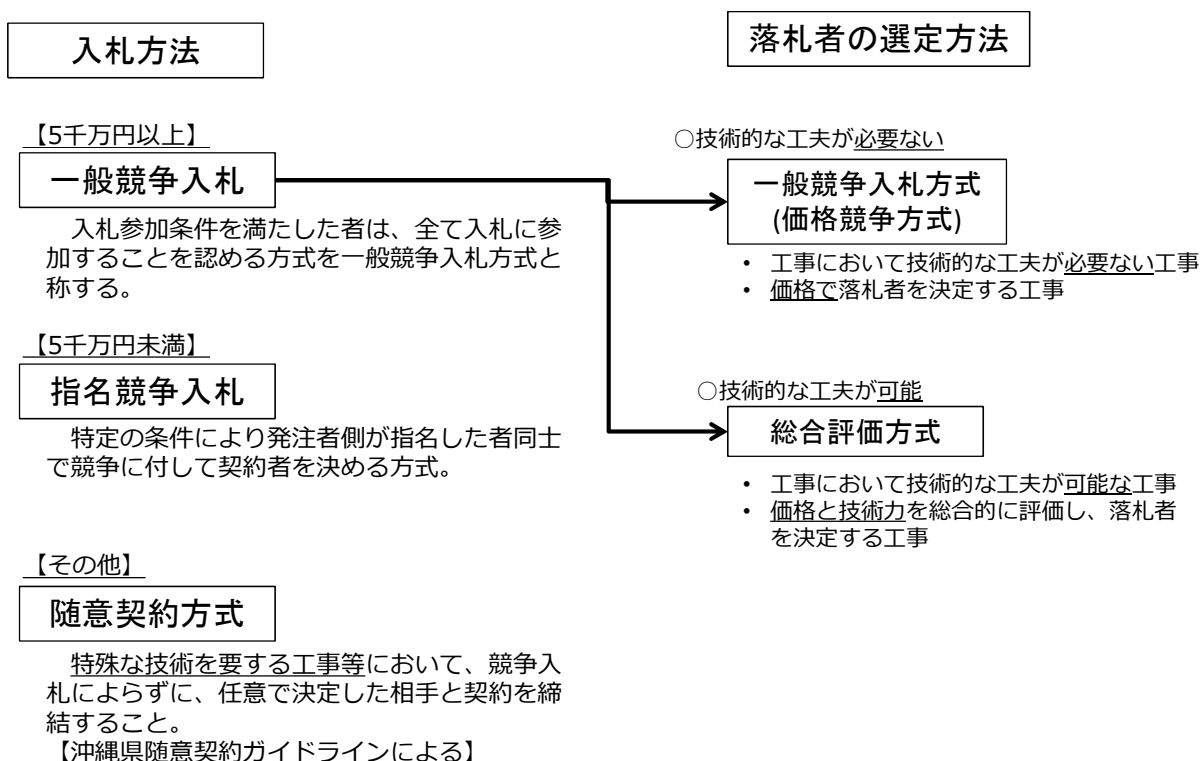 入札方法
【5千万円以上】
一般競争入札
入札参加条件を満たした者は、全て入札に参
加することを認める方式を一般競争入札方式と
称する。
【5千万円未満】
指名競争入札
特定の条件により発注者側が指名した者同士
で競争に付して契約者を決める方式。
【その他】
随意契約方式
特殊な技術を要する工事等において、競争入
札によらずに、任意で決定した相手と契約を締
結すること。
【沖縄県随意契約ガイドラインによる】
落札者の選定方法
○技術的な工夫が必要ない
一般競争入札方式
(価格競争方式)
• 工事において技術的な工夫が必要ない工事
• 価格で落札者を決定する工事
○技術的な工夫が可能
総合評価方式
• 工事において技術的な工夫が可能な工事
• 価格と技術力を総合的に評価し、落札者
を決定する工事